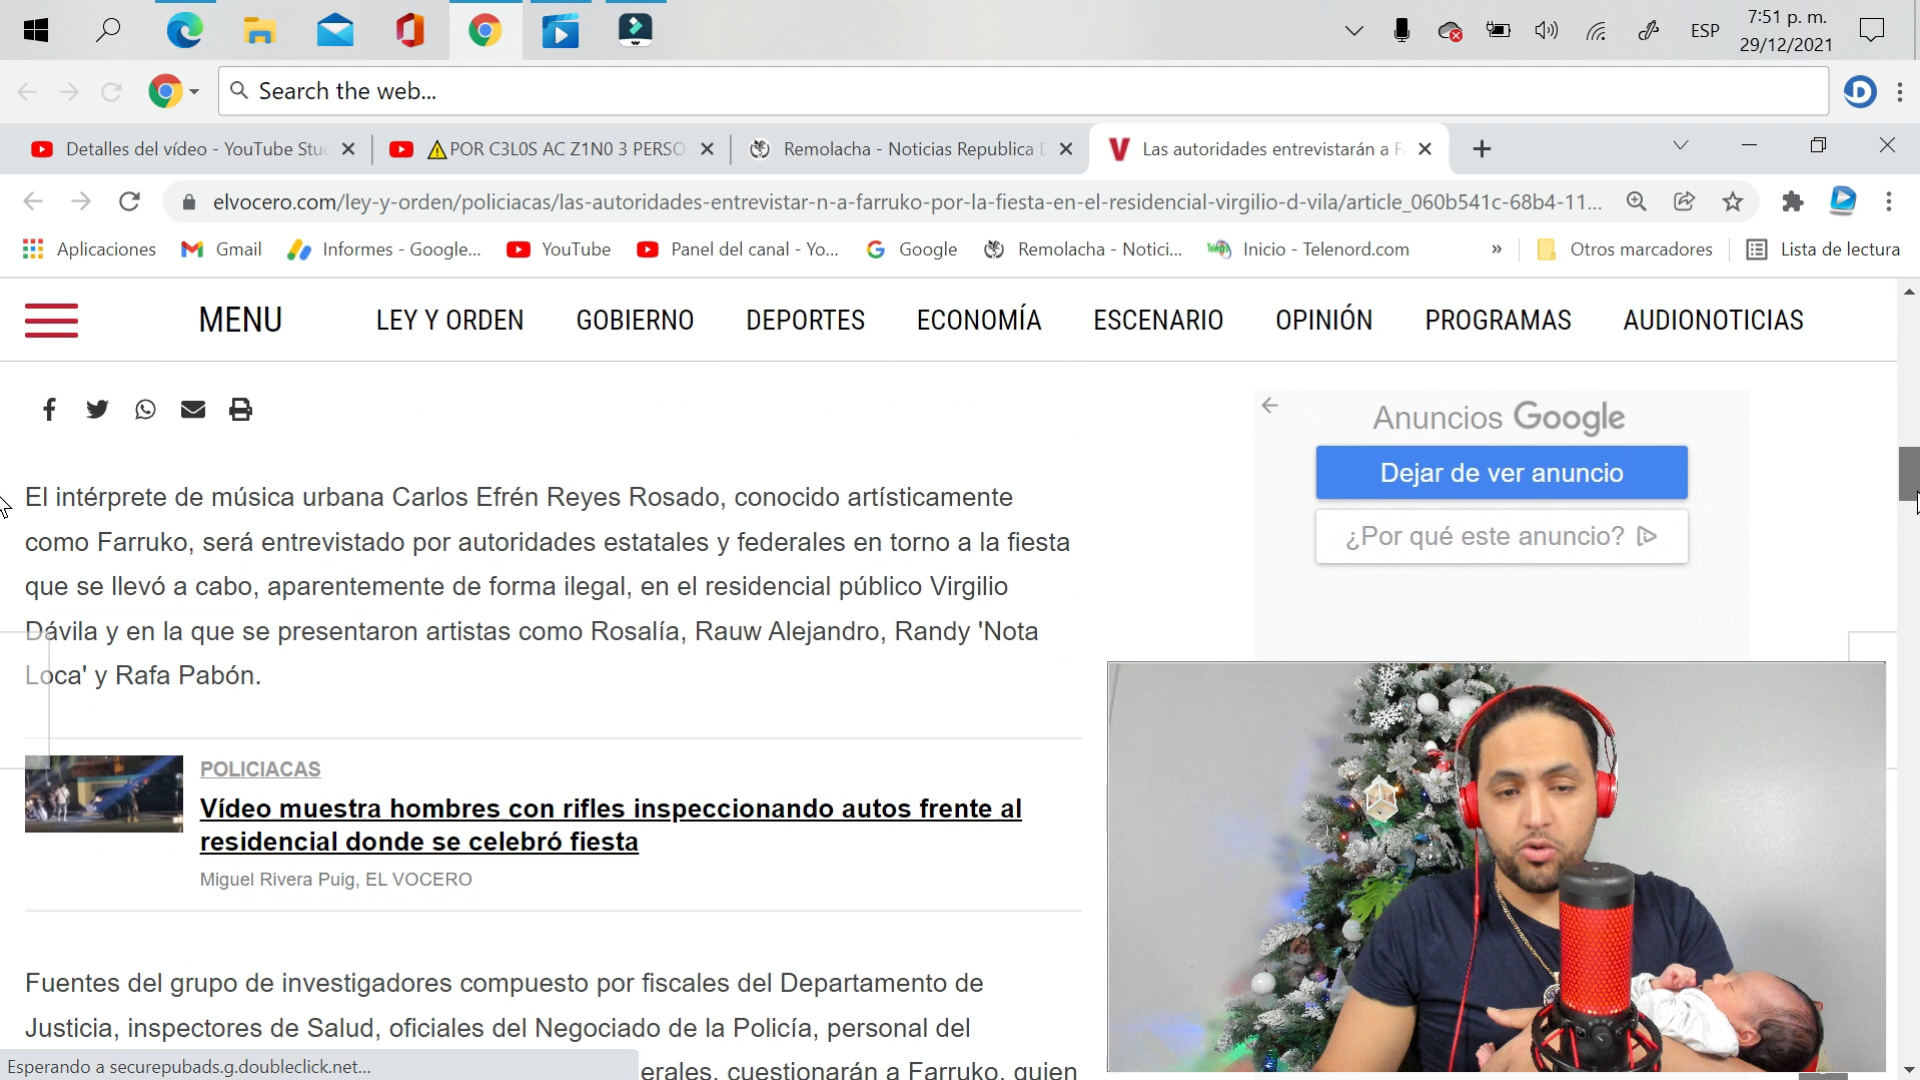 ESP
7:51 p. m.
29/12/2021
Search the web...
Detalles del vídeo - YouTube Stu
⚠POR C3L0S AC Z1N0 3 PERSO
Remolacha - Noticias Republica D
Las autoridades entrevistarán a F
elvocero.com/ley-y-orden/policiacas/las-autoridades-entrevistar-n-a-farruko-por-la-fiesta-en-el-residencial-virgilio-d-vila/article_060b541c-68b4-11...
Aplicaciones
Gmail
Informes - Google...
YouTube
Panel del canal - Yo...
Google
Remolacha - Notici...
Inicio - Telenord.com
»
Otros marcadores
Lista de lectura
MENU
LEY Y ORDEN
GOBIERNO
DEPORTES
ECONOMÍA
ESCENARIO
OPINIÓN
PROGRAMAS
AUDIONOTICIAS
Anuncios Google
Dejar de ver anuncio
¿Por qué este anuncio?
El intérprete de música urbana Carlos Efrén Reyes Rosado, conocido artísticamente
como Farruko, será entrevistado por autoridades estatales y federales en torno a la fiesta
que se llevó a cabo, aparentemente de forma ilegal, en el residencial público Virgilio
Dávila y en la que se presentaron artistas como Rosalía, Rauw Alejandro, Randy 'Nota
Loca' y Rafa Pabón.
POLICIACAS
Vídeo muestra hombres con rifles inspeccionando autos frente al
residencial donde se celebró fiesta
Miguel Rivera Puig, EL VOCERO
Fuentes del grupo de investigadores compuesto por fiscales del Departamento de
Justicia, inspectores de Salud, oficiales del Negociado de la Policía, personal del
erales, cuestionarán a Farruko, quien
Esperando a securepubads.g.doubleclick.net...